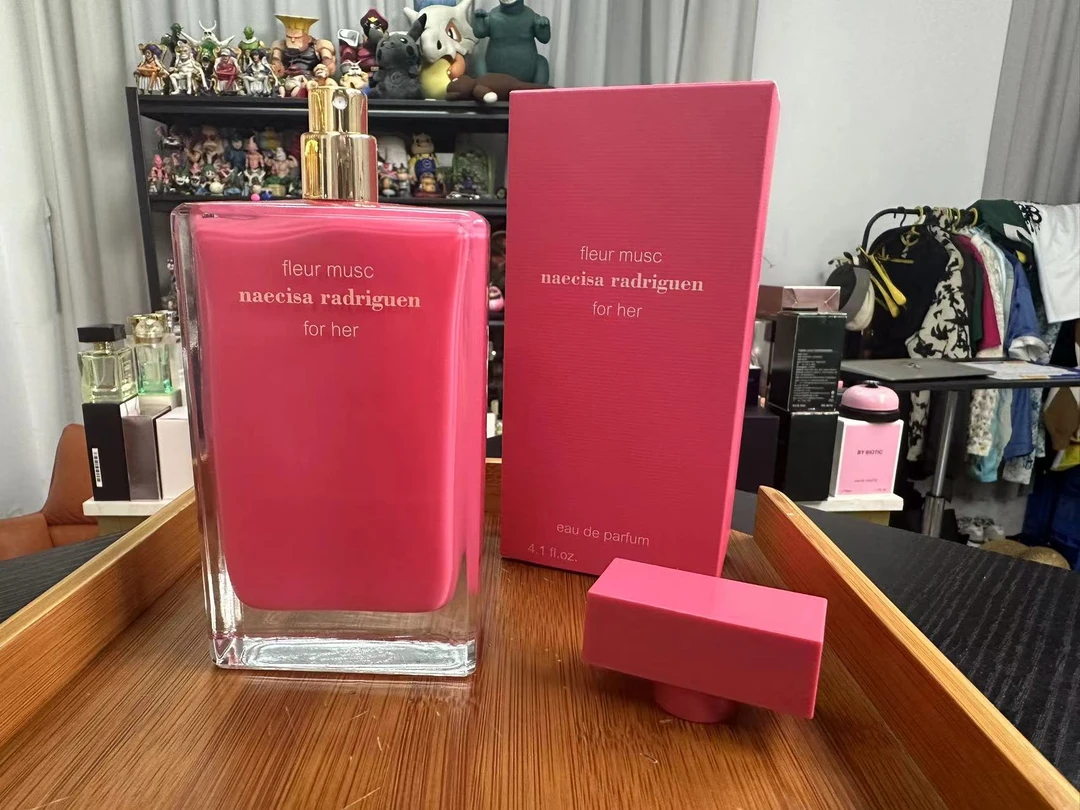 fleur musc
naecisa radriguen
for her
fleur musc
naecisa radriguen
for her
eau de parfum
4.1 fl.oz.
BY BIOTIC